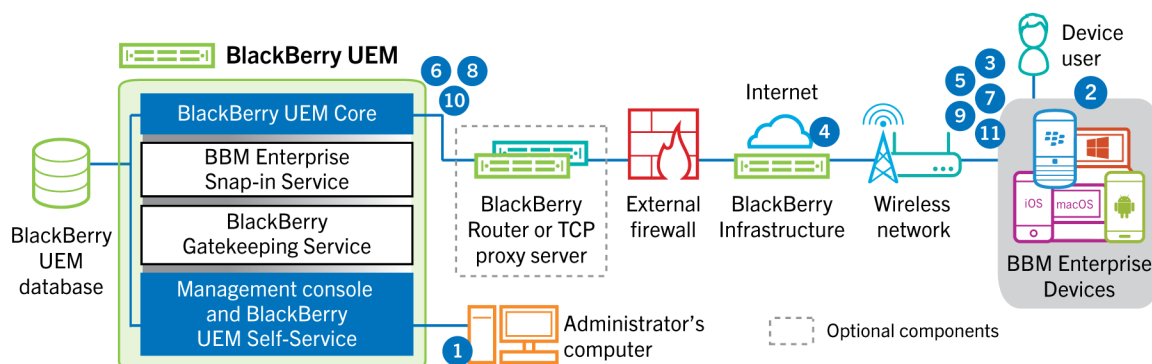 BlackBerry UEM
6
8
10
BlackBerry UEM Core
BBM Enterprise
Snap-in Service
BlackBerry
Gatekeeping Service
Management console
and BlackBerry
UEM Self-Service
BlackBerry
UEM
database
1
Administrator's
computer
BlackBerry
Router or TCP
proxy server
External
firewall
Internet
4
BlackBerry
Infrastructure
Wireless
network
3
5
7
9
11
Device
user
2
iOS
macOS
BBM Enterprise
Devices
Optional components